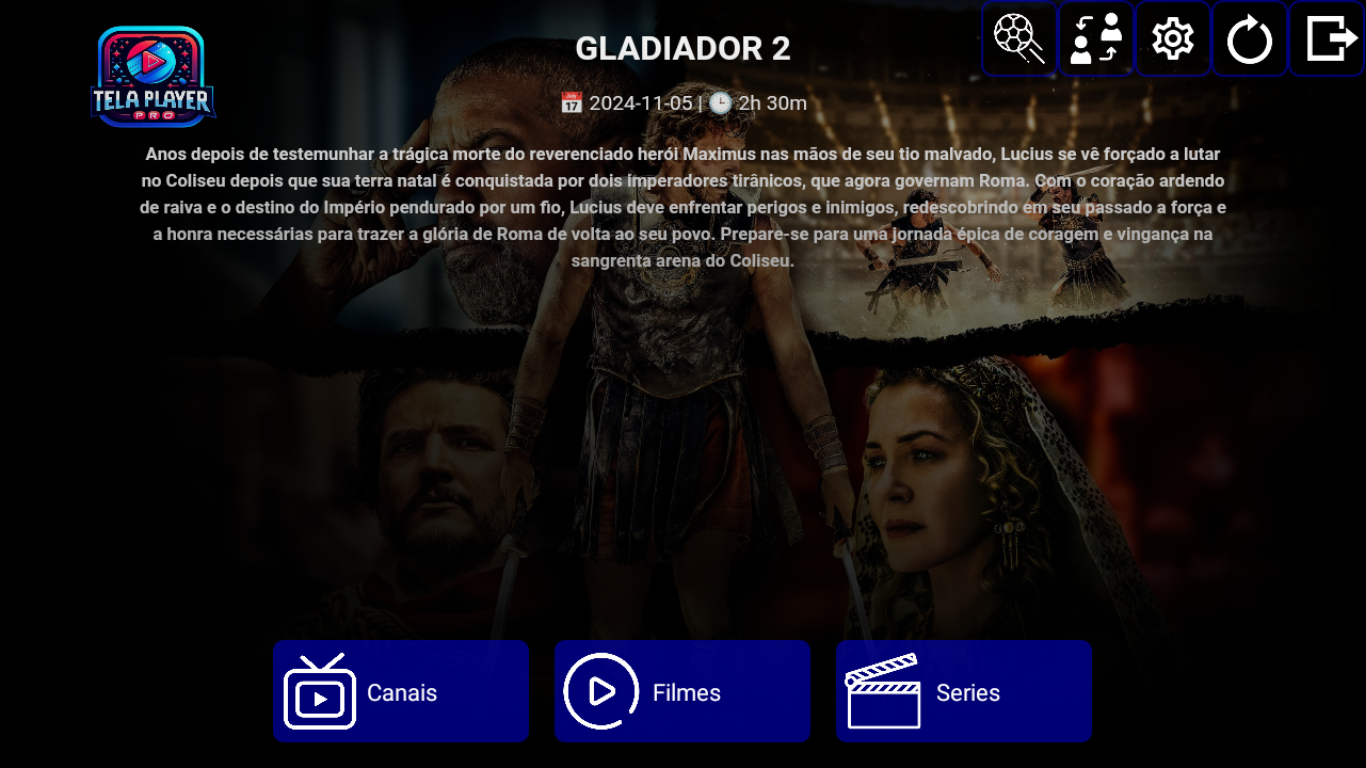 TELA PLAYER
PRO
GLADIADOR 2
July
17
2024-11-05 | 2h 30m
Anos depois de testemunhar a trágica morte do reverenciado herói Maximus nas mãos de seu tio malvado, Lucius se vê forçado a lutar
no Coliseu depois que sua terra natal é conquistada por dois imperadores tirânicos, que agora governam Roma. Com o coração ardendo
de raiva e o destino do Império pendurado por um fio, Lucius deve enfrentar perigos e inimigos, redescobrindo em seu passado a força e
a honra necessárias para trazer a glória de Roma de volta ao seu povo. Prepare-se para uma jornada épica de coragem e vingança na
sangrenta arena do Coliseu.
Canais
Filmes
Series